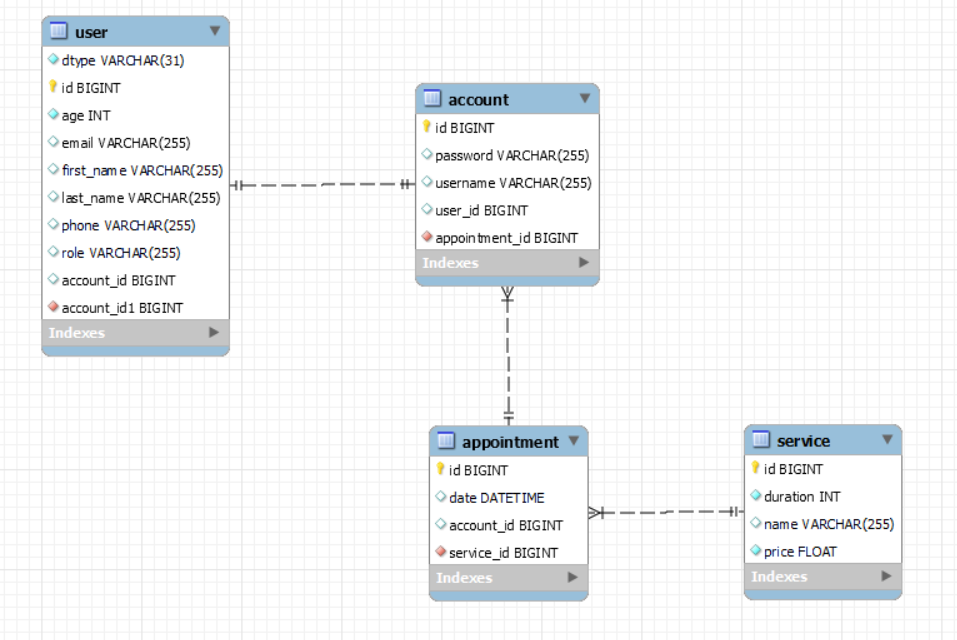 user
dtype VARCHAR(31)
id BIGINT
age INT
email VARCHAR(255)
first_name VARCHAR(255)
last_name VARCHAR(255)
phone VARCHAR(255)
role VARCHAR(255)
account_id BIGINT
account_id1 BIGINT
Indexes
account
id BIGINT
password VARCHAR(255)
username VARCHAR(255)
user_id BIGINT
appointment_id BIGINT
Indexes
appointment
id BIGINT
date DATETIME
account_id BIGINT
service_id BIGINT
Indexes
service
id BIGINT
duration INT
name VARCHAR(255)
price FLOAT
Indexes